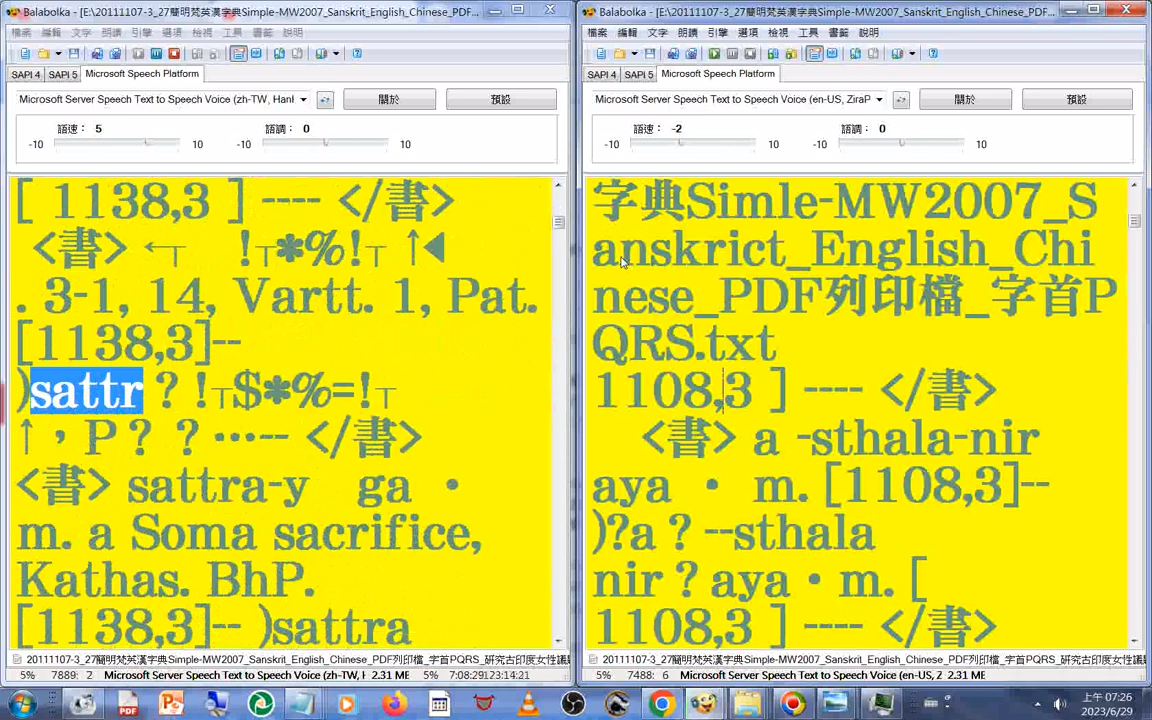 Balabolka - [E:\20111107-3_27簡明梵英漢字典Simple-MW2007_Sanskrit_English_Chinese_PDF...
檔案 編輯 文字 朗讀 引擎 選項 檢視 工具 書籤 說明
SAPI 4 SAPI 5 Microsoft Speech Platform
Microsoft Server Speech Text to Speech Voice (zh-TW, Hanl
關於 預設
語速： 5 語調： 0
-10 10 -10 10
[ 1138,3 ] ---- </書>
<書> ←┬ !┬*%!┬ ↑◀
. 3-1, 14, Vartt. 1, Pat.
[1138,3]--
)sattr ? !┬$*%=!┬
↑，P？？…-- </書>
<書> sattra-y ga ・
m. a Soma sacrifice,
Kathas. BhP.
[1138,3]-- )sattra
20111107-3_27簡明梵英漢字典Simple-MW2007_Sanskrit_English_Chinese_PDF列印檔_字首PQRS_研究古印度女性議
5% 7889: 2 Microsoft Server Speech Text to Speech Voice (zh-TW, H 2.31 ME 5% 7:08:29|123:14:21
Balabolka - [E:\20111107-3_27簡明梵英漢字典Simple-MW2007_Sanskrit_English_Chinese_PDF...
檔案 編輯 文字 朗讀 引擎 選項 檢視 工具 書籤 說明
SAPI 4 SAPI 5 Microsoft Speech Platform
Microsoft Server Speech Text to Speech Voice (en-US, ZiraP
關於 預設
語速： -2 語調： 0
-10 10 -10 10
字典Simle-MW2007_S
anskrict_English_Chi
nese_PDF列印檔_字首P
QRS.txt
1108,3 ] ---- </書>
<書> a -sthala-nir
aya ・ m. [1108,3]--
)?a？--sthala
nir？aya・m. [
1108,3 ] ---- </書>
20111107-3_27簡明梵英漢字典Simple-MW2007_Sanskrit_English_Chinese_PDF列印檔_字首PQRS_研究古印度女性議
5% 7488: 6 Microsoft Server Speech Text to Speech Voice (en-US, Z 2.31 ME
上午 07:26
2023/6/29